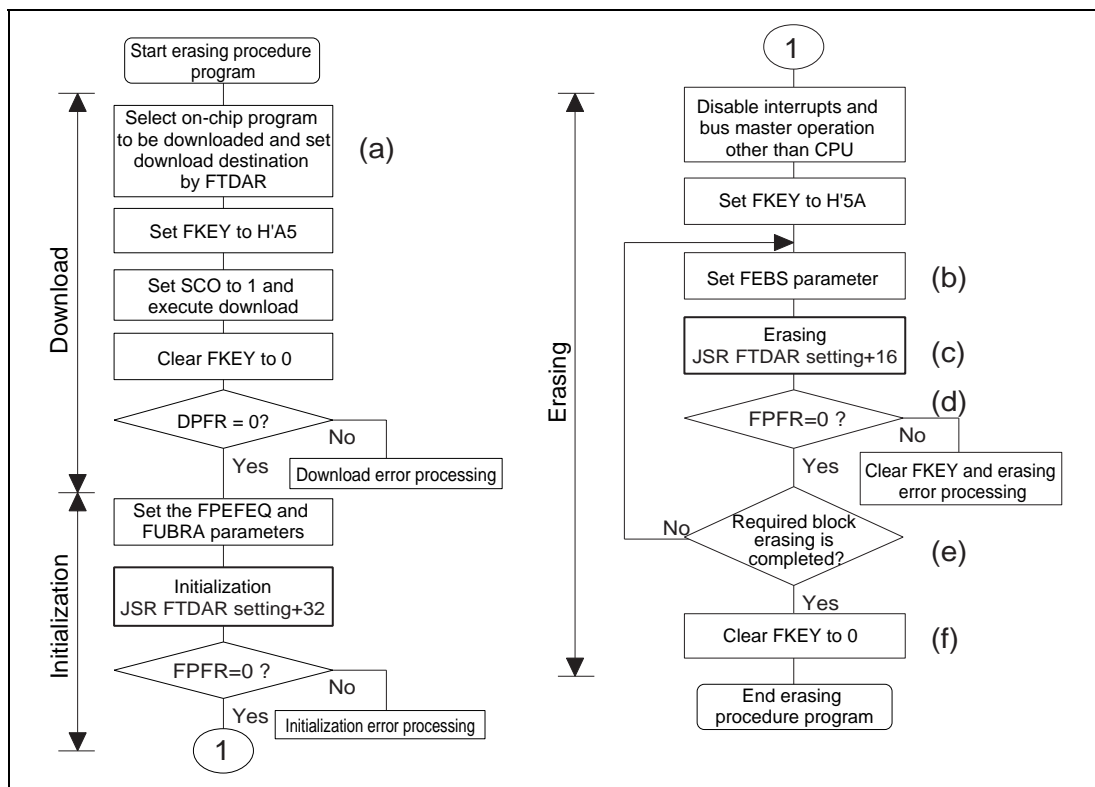 Start erasing procedure
program
Download
Select on-chip program
to be downloaded and set
download destination
by FTDAR
(a)
Set FKEY to H'A5
Set SCO to 1 and
execute download
Clear FKEY to 0
DPFR = 0?
No
Yes
Download error processing
Initialization
Set the FPEFEQ and
FUBRA parameters
Initialization
JSR FTDAR setting+32
FPFR=0 ?
No
Yes
Initialization error processing
1
1
Erasing
Disable interrupts and
bus master operation
other than CPU
Set FKEY to H'5A
Set FEBS parameter
(b)
Erasing
JSR FTDAR setting+16
(c)
(d)
FPFR=0 ?
No
Yes
Clear FKEY and erasing
error processing
No
Required block
erasing is
completed?
(e)
Yes
Clear FKEY to 0
(f)
End erasing
procedure program